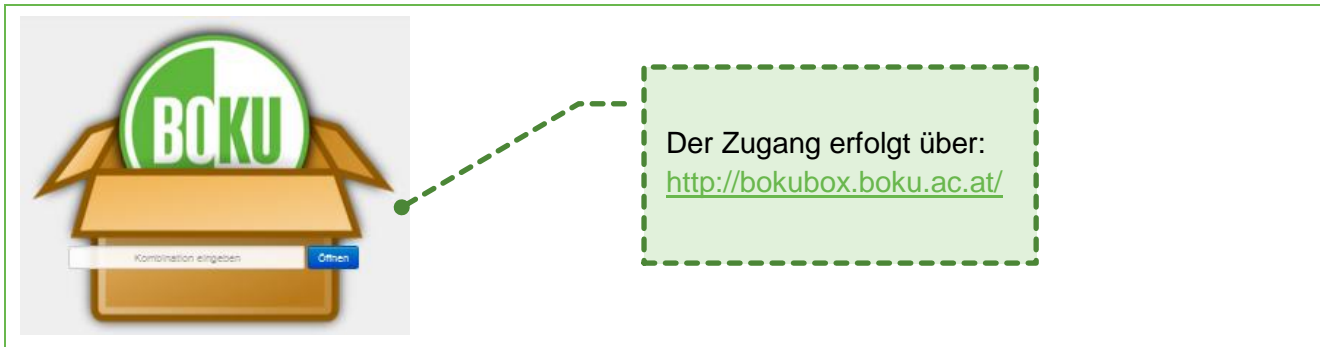 BOKU
Kombination eingeben
Öffnen
Der Zugang erfolgt über:
http://bokubox.boku.ac.at/